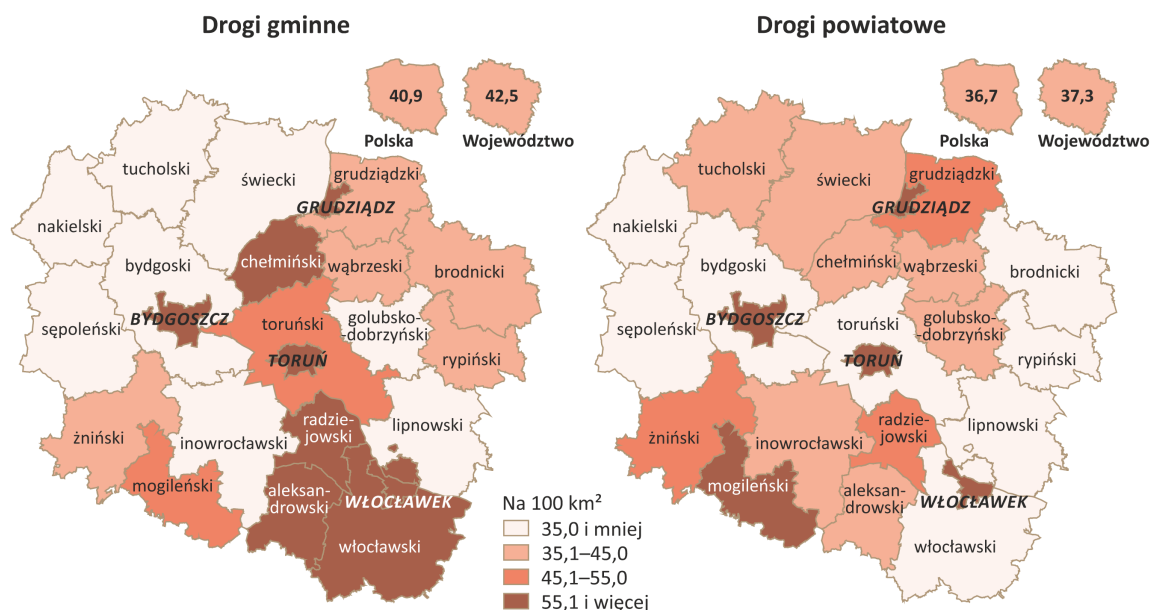 Drogi gminne
40,9
42,5
Polska
Województwo
tucholski
świecki
grudziądzki
GRUDZIĄDZ
nakielski
bydgoski
chełmiński
wąbrzeski
brodnicki
sępoleński
BYDGOSZCZ
toruński
golubsko-
-dobrzyński
TORUŃ
rypiński
żniński
inowrocławski
radzie-
jowski
lipnowski
mogileński
aleksan-
drowski
WŁOCŁAWEK
włocławski
Drogi powiatowe
36,7
37,3
Polska
Województwo
tucholski
świecki
grudziądzki
GRUDZIĄDZ
nakielski
bydgoski
chełmiński
wąbrzeski
brodnicki
sępoleński
BYDGOSZCZ
toruński
golubsko-
-dobrzyński
TORUŃ
rypiński
żniński
inowrocławski
radzie-
jowski
lipnowski
mogileński
aleksan-
drowski
WŁOCŁAWEK
włocławski
Na 100 km²
35,0 i mniej
35,1–45,0
45,1–55,0
55,1 i więcej